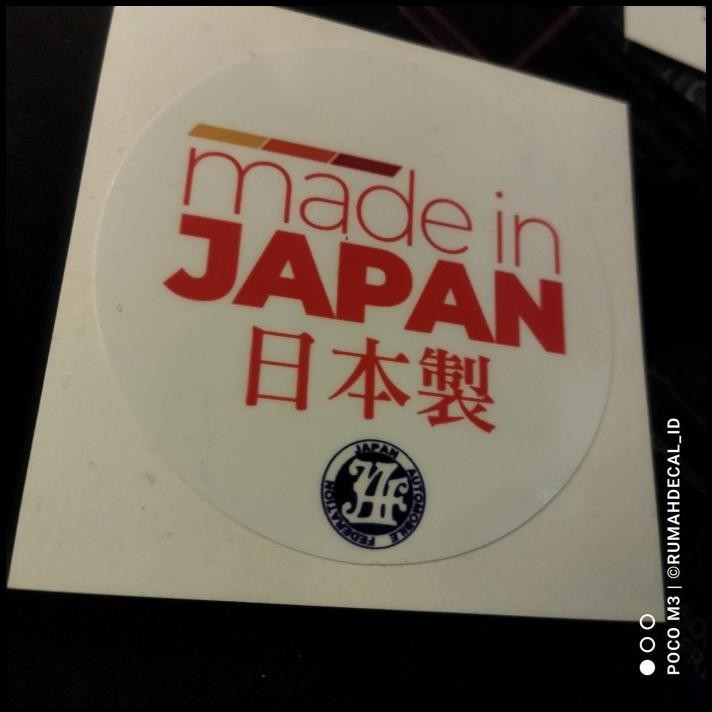 made in
JAPAN
日本製
JAPAN AUTOMOBILE FEDERATION
JAF
POCO M3 | ©RUMAHDECAL_ID